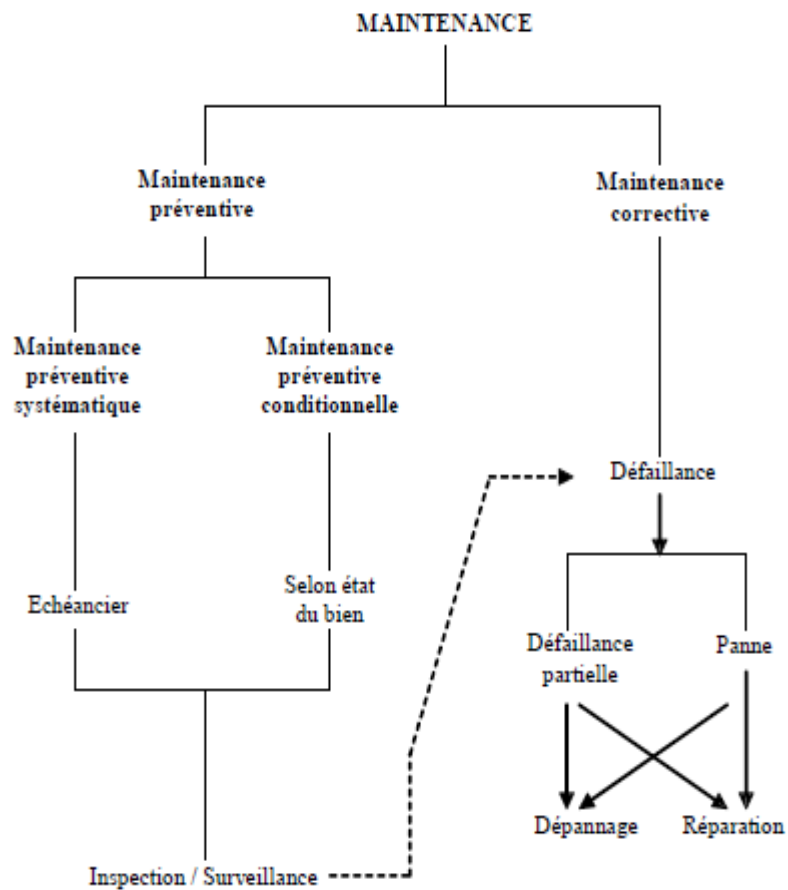 MAINTENANCE
Maintenance
préventive
Maintenance
corrective
Maintenance
préventive
systématique
Maintenance
préventive
conditionnelle
Défaillance
Echéancier
Selon état
du bien
Défaillance
partielle
Panne
Dépannage
Réparation
Inspection / Surveillance